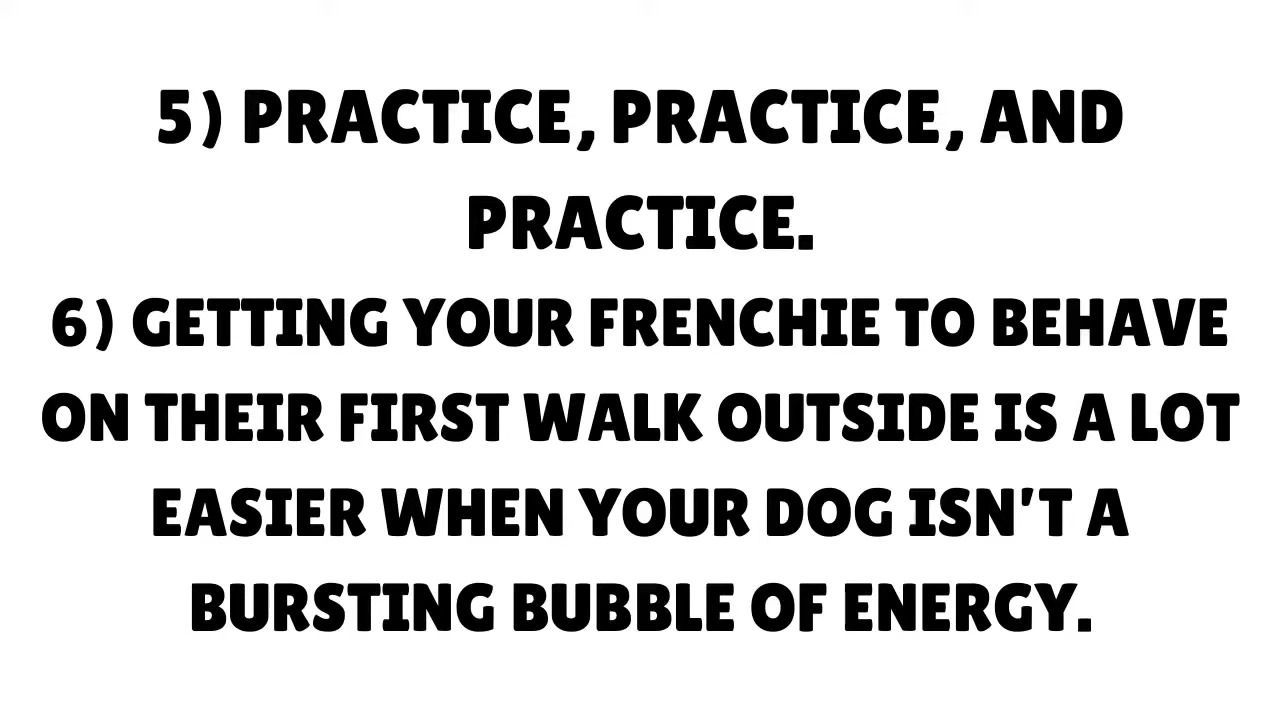 5) PRACTICE, PRACTICE, AND
PRACTICE.
6) GETTING YOUR FRENCHIE TO BEHAVE
ON THEIR FIRST WALK OUTSIDE IS A LOT
EASIER WHEN YOUR DOG ISN'T A
BURSTING BUBBLE OF ENERGY.